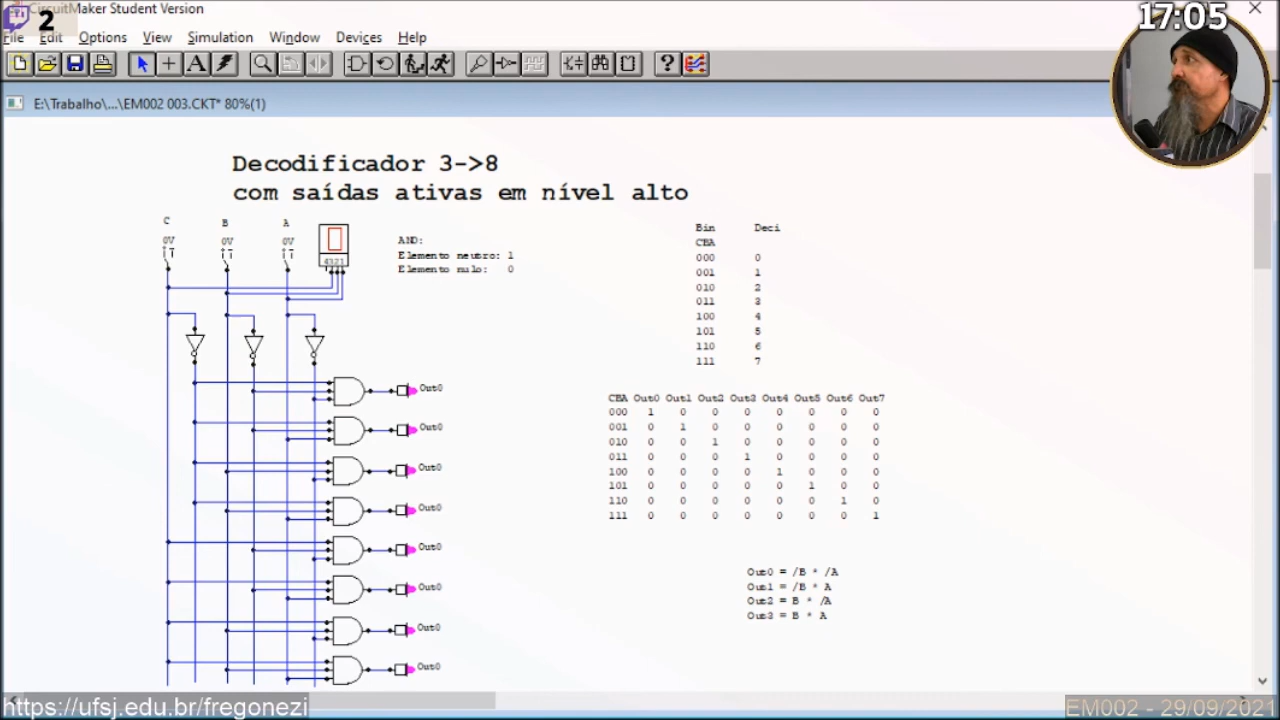 CircuitMaker Student Version
2
17:05
File Edit Options View Simulation Window Devices Help
E:\Trabalho\...\EM002 003.CKT* 80%(1)
Decodificador 3->8
com saídas ativas em nível alto
C B A
0V 0V 0V
4321
AND:
Elemento neutro: 1
Elemento nulo: 0
Bin Deci
CBA
000 0
001 1
010 2
011 3
100 4
101 5
110 6
111 7
CBA Out0 Out1 Out2 Out3 Out4 Out5 Out6 Out7
000 1 0 0 0 0 0 0 0
001 0 1 0 0 0 0 0 0
010 0 0 1 0 0 0 0 0
011 0 0 0 1 0 0 0 0
100 0 0 0 0 1 0 0 0
101 0 0 0 0 0 1 0 0
110 0 0 0 0 0 0 1 0
111 0 0 0 0 0 0 0 1
Out0
Out0
Out0
Out0
Out0
Out0
Out0
Out0
Out0 = /B * /A
Out1 = /B * A
Out2 = B * /A
Out3 = B * A
https://ufsj.edu.br/fregonezi
EM002 - 29/09/2021